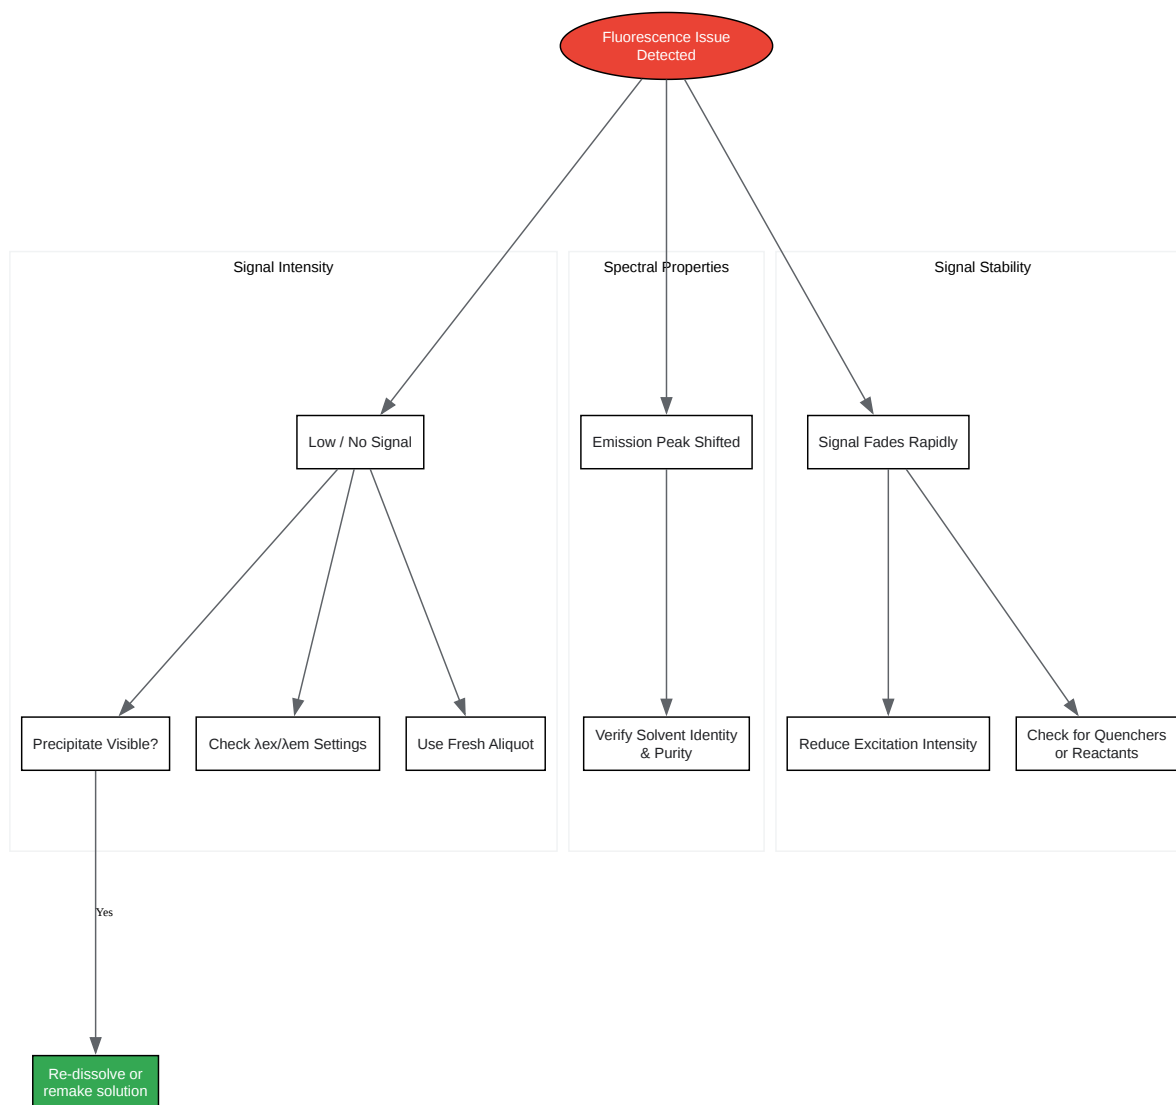 Fluorescence Issue
Detected
Signal Intensity
Spectral Properties
Signal Stability
Low / No Signal
Emission Peak Shifted
Signal Fades Rapidly
Precipitate Visible?
Check λex/λem Settings
Use Fresh Aliquot
Verify Solvent Identity
& Purity
Reduce Excitation Intensity
Check for Quenchers
or Reactants
Yes
Re-dissolve or
remake solution